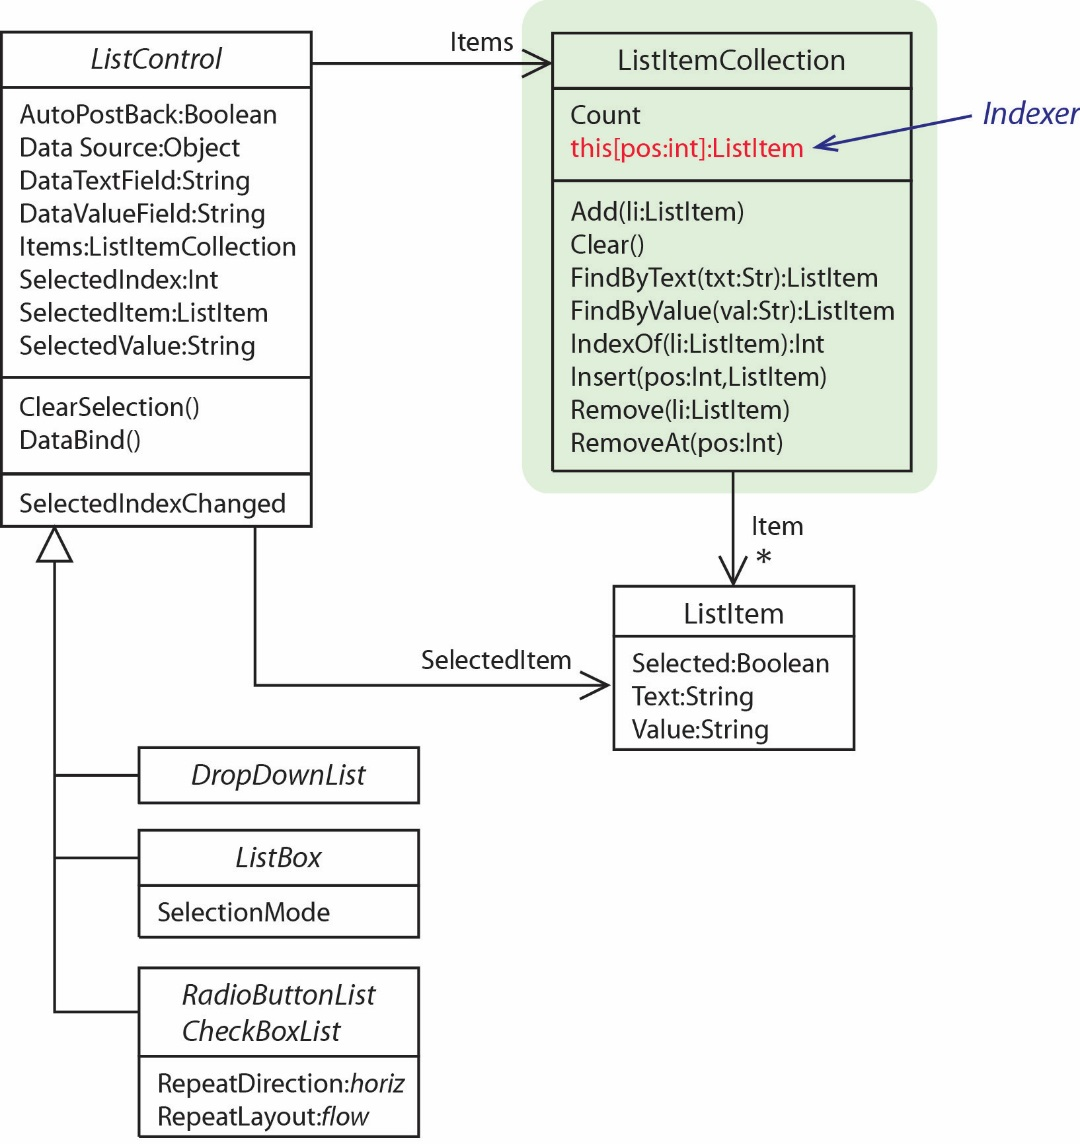 ListControl
AutoPostBack:Boolean
Data Source:Object
DataTextField:String
DataValueField:String
Items:ListItemCollection
SelectedIndex:Int
SelectedItem:ListItem
SelectedValue:String
ClearSelection()
DataBind()
SelectedIndexChanged
Items
ListItemCollection
Count
this[pos:int]:ListItem
Indexer
Add(li:ListItem)
Clear()
FindByText(txt:Str):ListItem
FindByValue(val:Str):ListItem
IndexOf(li:ListItem):Int
Insert(pos:Int,ListItem)
Remove(li:ListItem)
RemoveAt(pos:Int)
Item
*
ListItem
Selected:Boolean
Text:String
Value:String
SelectedItem
DropDownList
ListBox
SelectionMode
RadioButtonList
CheckBoxList
RepeatDirection:horiz
RepeatLayout:flow